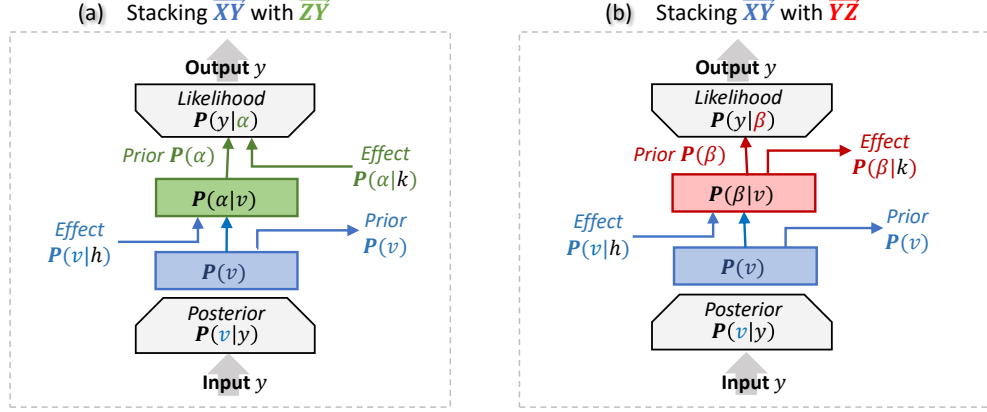 (a) Stacking XY with ZY
Output y
Likelihood
P(y|α)
Prior P(α)
Effect
P(α|k)
P(α|v)
Effect
P(v|h)
Prior
P(v)
P(v)
Posterior
P(v|y)
Input y
(b) Stacking XY with YZ
Output y
Likelihood
P(y|β)
Prior P(β)
Effect
P(β|k)
P(β|v)
Effect
P(v|h)
Prior
P(v)
P(v)
Posterior
P(v|y)
Input y